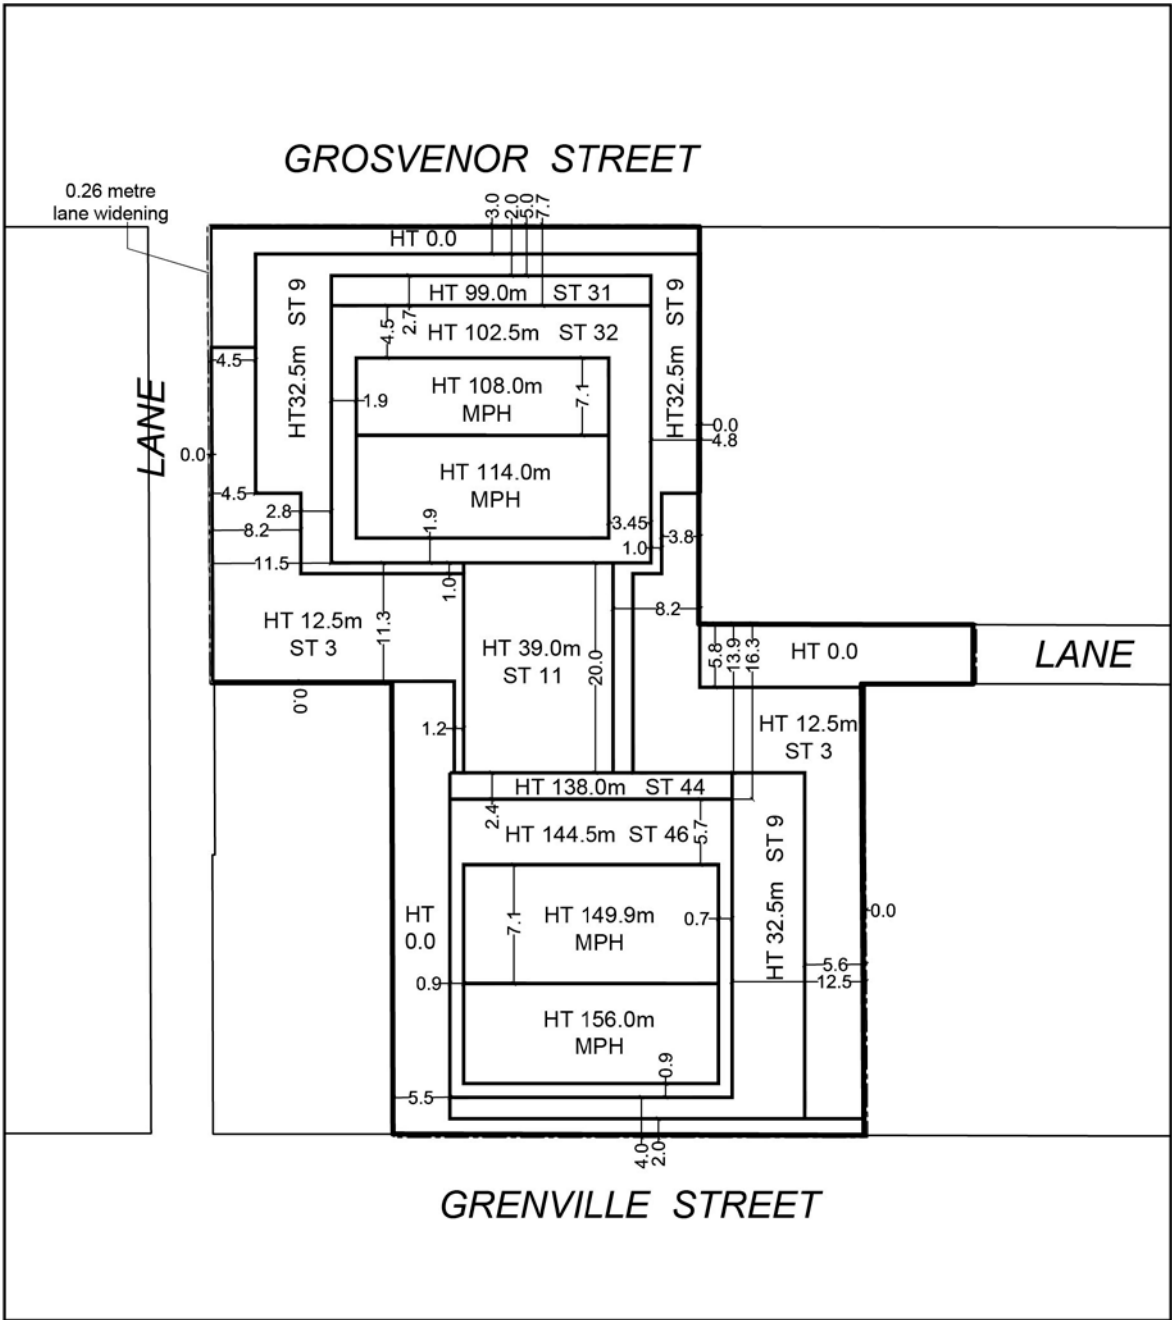 GROSVENOR STREET
0.26 metre
lane widening
3.0
2.0
5.0
7.7
HT 0.0
HT32.5m ST 9
HT 99.0m ST 31
HT32.5m ST 9
2.7
4.5
HT 102.5m ST 32
4.5
HT 108.0m
MPH
7.1
1.9
LANE
0.0
0.0
4.8
HT 114.0m
MPH
4.5
2.8
1.9
3.45
8.2
3.8
1.0
11.5
1.0
8.2
HT 12.5m
ST 3
11.3
HT 39.0m
ST 11
20.0
5.8
13.9
16.3
HT 0.0
LANE
0.0
1.2
HT 12.5m
ST 3
HT 138.0m ST 44
2.4
HT 144.5m ST 46
5.7
HT 32.5m ST 9
HT
0.0
7.1
HT 149.9m
MPH
0.7
0.0
5.6
0.9
12.5
HT 156.0m
MPH
0.9
5.5
4.0
2.0
GRENVILLE STREET